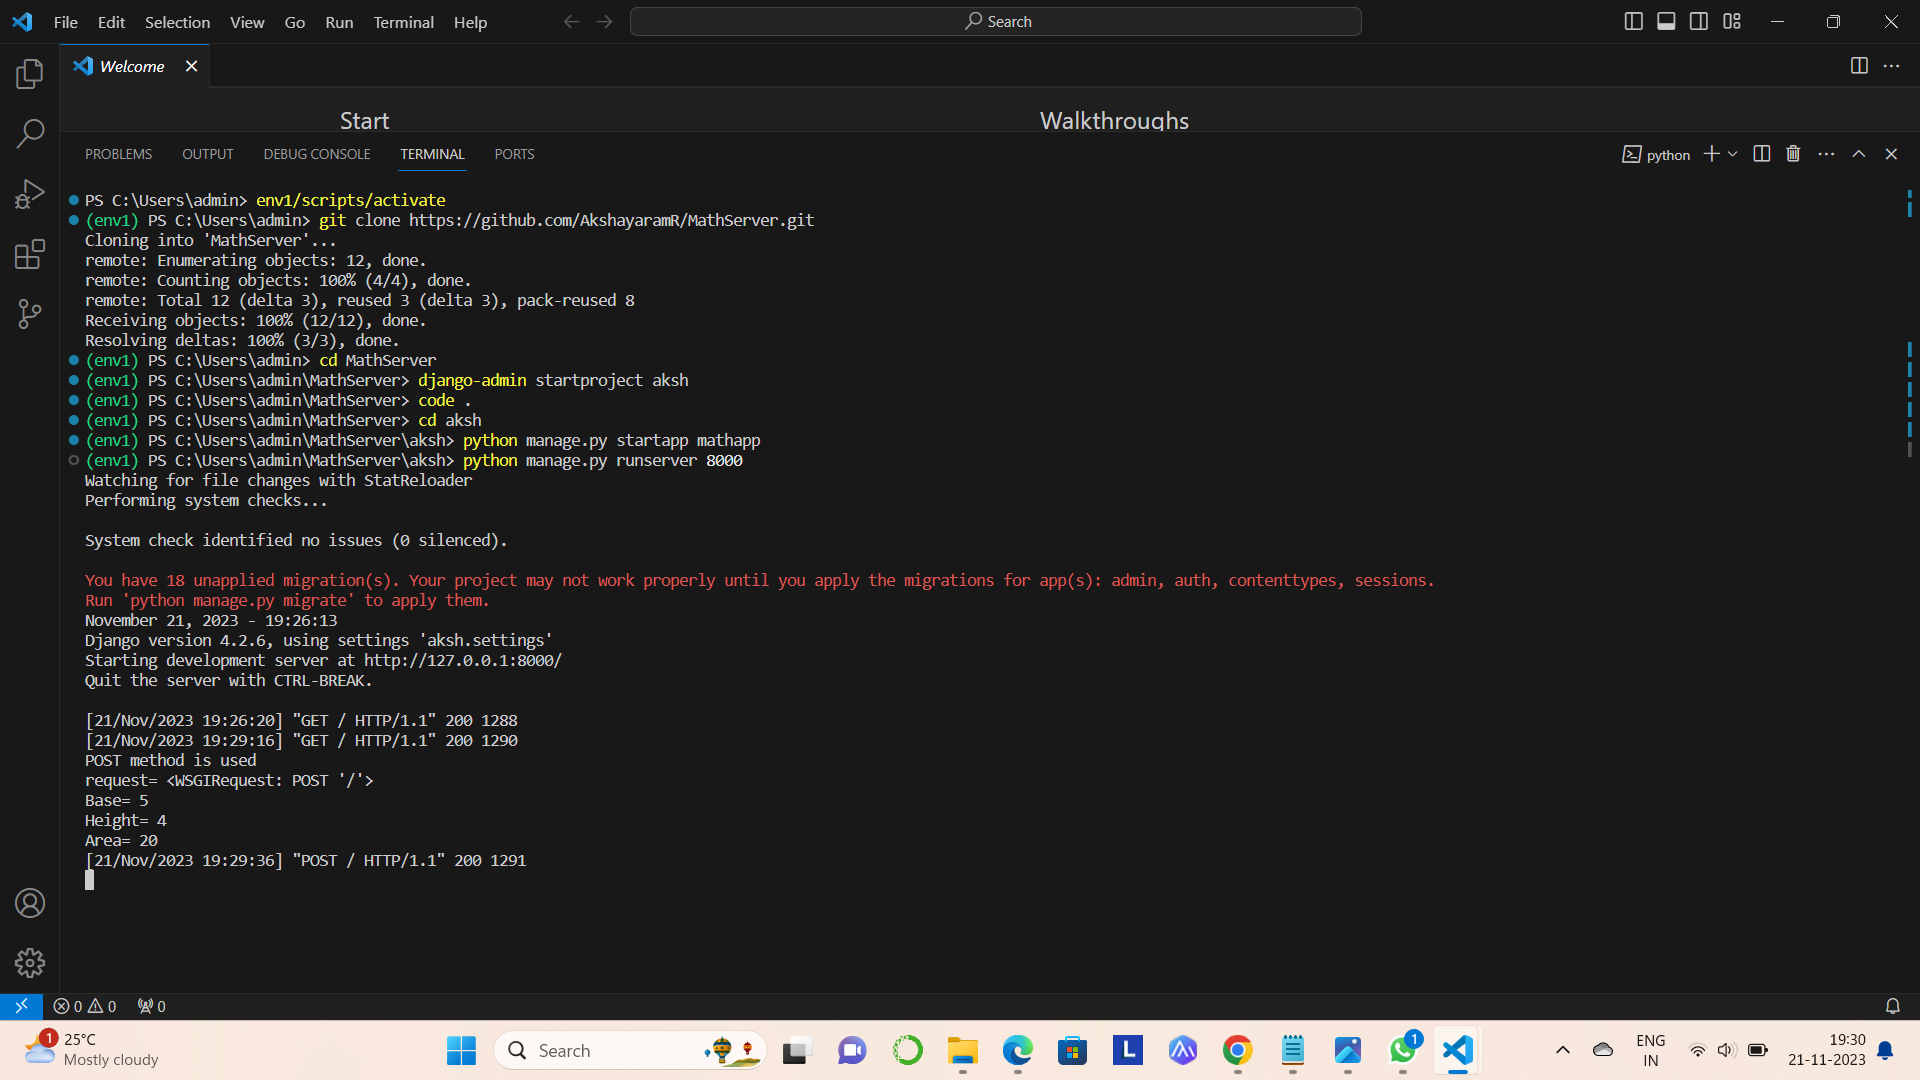 File Edit Selection View Go Run Terminal Help
Search
Welcome
Start Walkthroughs
PROBLEMS OUTPUT DEBUG CONSOLE TERMINAL PORTS
python
PS C:\Users\admin> env1/scripts/activate
(env1) PS C:\Users\admin> git clone https://github.com/AkshayaramR/MathServer.git
Cloning into 'MathServer'...
remote: Enumerating objects: 12, done.
remote: Counting objects: 100% (4/4), done.
remote: Total 12 (delta 3), reused 3 (delta 3), pack-reused 8
Receiving objects: 100% (12/12), done.
Resolving deltas: 100% (3/3), done.
(env1) PS C:\Users\admin> cd MathServer
(env1) PS C:\Users\admin\MathServer> django-admin startproject aksh
(env1) PS C:\Users\admin\MathServer> code .
(env1) PS C:\Users\admin\MathServer> cd aksh
(env1) PS C:\Users\admin\MathServer\aksh> python manage.py startapp mathapp
(env1) PS C:\Users\admin\MathServer\aksh> python manage.py runserver 8000
Watching for file changes with StatReloader
Performing system checks...
System check identified no issues (0 silenced).
You have 18 unapplied migration(s). Your project may not work properly until you apply the migrations for app(s): admin, auth, contenttypes, sessions.
Run 'python manage.py migrate' to apply them.
November 21, 2023 - 19:26:13
Django version 4.2.6, using settings 'aksh.settings'
Starting development server at http://127.0.0.1:8000/
Quit the server with CTRL-BREAK.
[21/Nov/2023 19:26:20] "GET / HTTP/1.1" 200 1288
[21/Nov/2023 19:29:16] "GET / HTTP/1.1" 200 1290
POST method is used
request= <WSGIRequest: POST '/'>
Base= 5
Height= 4
Area= 20
[21/Nov/2023 19:29:36] "POST / HTTP/1.1" 200 1291
0 0 0
1
25°C
Mostly cloudy
Search
L
1
ENG
IN
19:30
21-11-2023